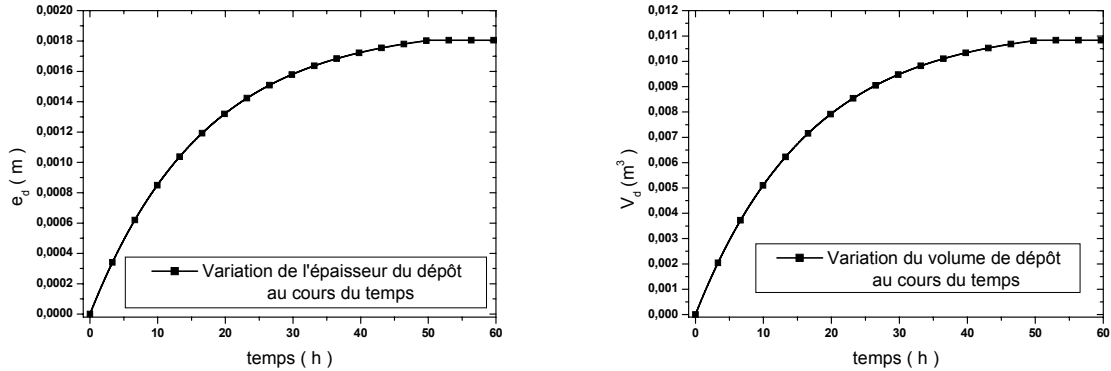 0,0020
0,0018
0,0016
0,0014
0,0012
0,0010
0,0008
0,0006
0,0004
0,0002
0,0000
e_d ( m )
Variation de l'épaisseur du dépôt
au cours du temps
0 10 20 30 40 50 60
temps ( h )
0,012
0,011
0,010
0,009
0,008
0,007
0,006
0,005
0,004
0,003
0,002
0,001
0,000
V_d (m³)
Variation du volume de dépôt
au cours du temps
0 10 20 30 40 50 60
temps ( h )